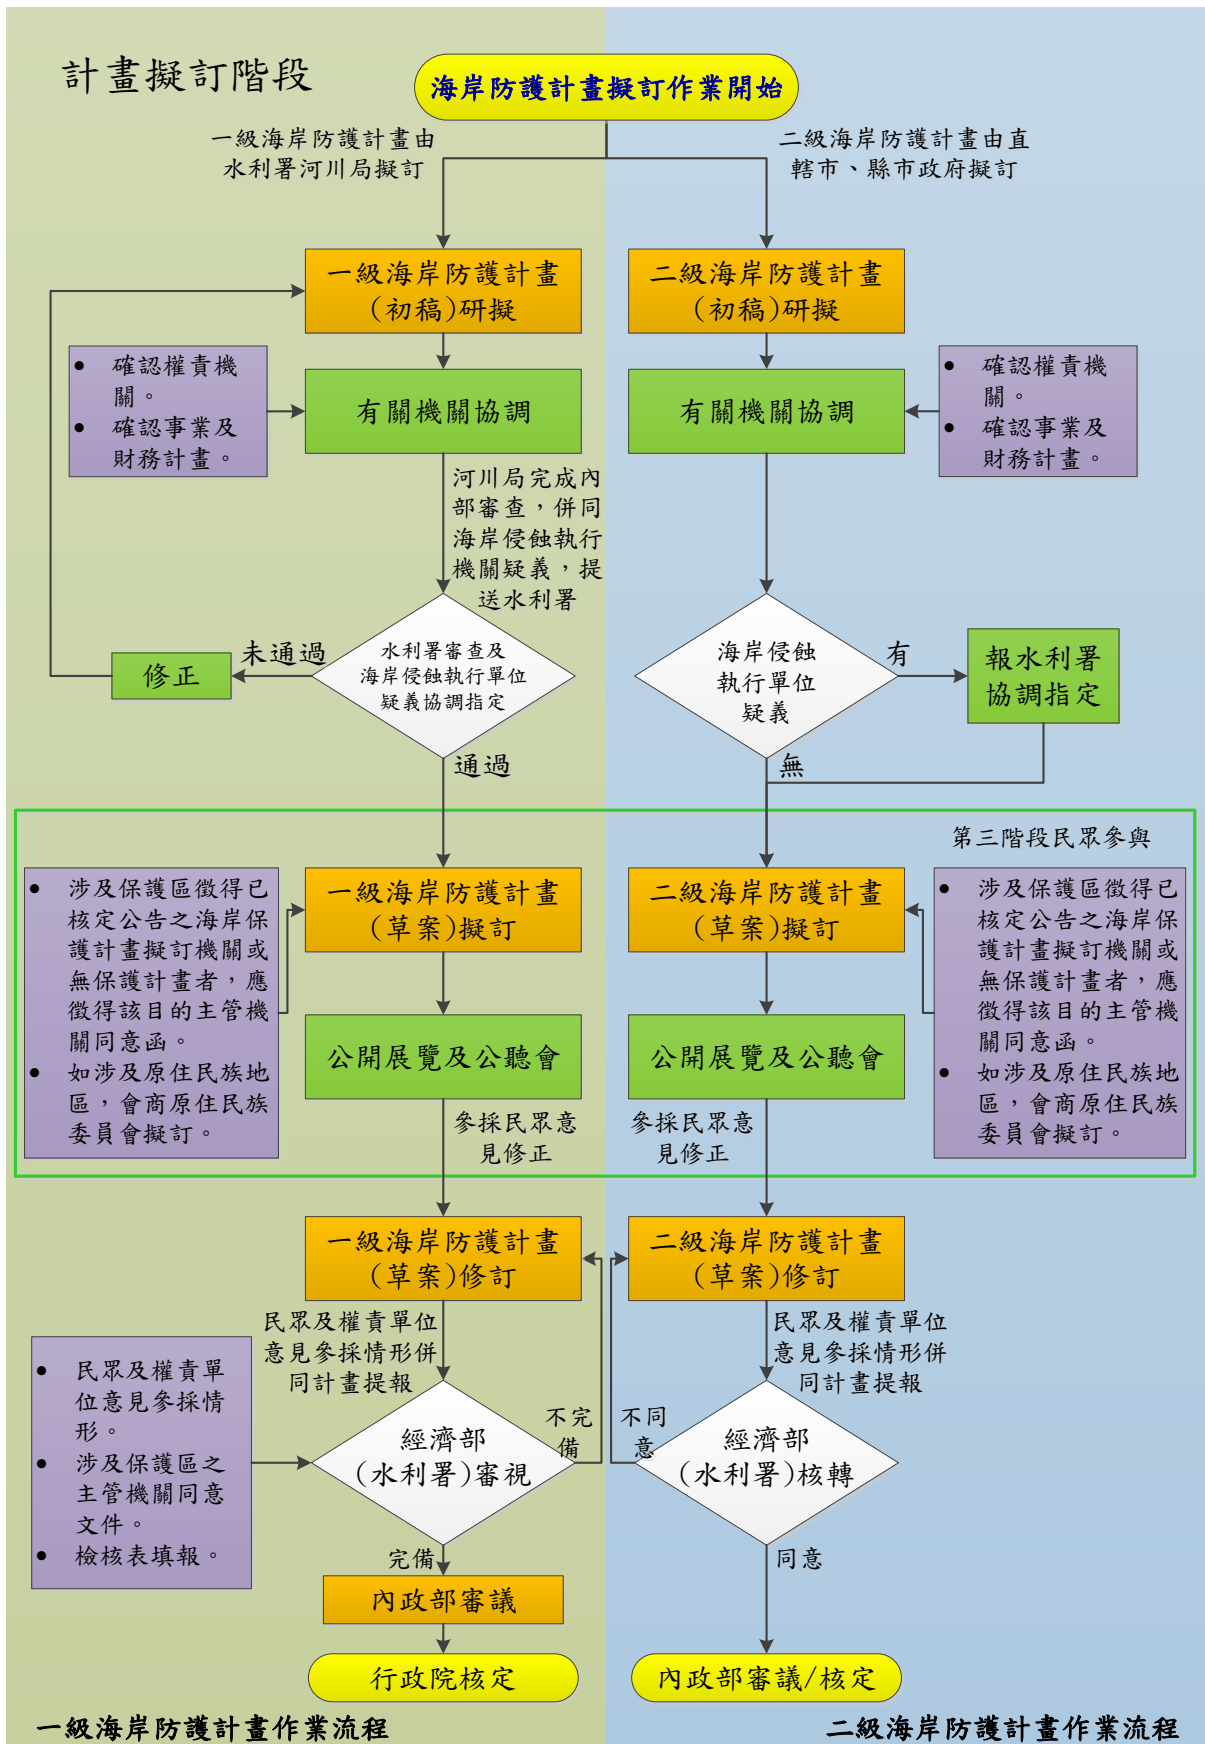 計畫擬訂階段
海岸防護計畫擬訂作業開始
一級海岸防護計畫由
水利署河川局擬訂
二級海岸防護計畫由直
轄市、縣市政府擬訂
一級海岸防護計畫
(初稿)研擬
二級海岸防護計畫
(初稿)研擬
● 確認權責機
關。
● 確認事業及
財務計畫。
有關機關協調
有關機關協調
● 確認權責機
關。
● 確認事業及
財務計畫。
河川局完成內
部審查,併同
海岸侵蝕執行
機關疑義,提
送水利署
修正
未通過
水利署審查及
海岸侵蝕執行單位
疑義協調指定
通過
海岸侵蝕
執行單位
疑義
有
報水利署
協調指定
無
第三階段民眾參與
● 涉及保護區徵得已
核定公告之海岸保
護計畫擬訂機關或
無保護計畫者,應
徵得該目的主管機
關同意函。
● 如涉及原住民族地
區,會商原住民族
委員會擬訂。
一級海岸防護計畫
(草案)擬訂
公開展覽及公聽會
參採民眾意
見修正
二級海岸防護計畫
(草案)擬訂
公開展覽及公聽會
參採民眾意
見修正
● 涉及保護區徵得已
核定公告之海岸保
護計畫擬訂機關或
無保護計畫者,應
徵得該目的主管機
關同意函。
● 如涉及原住民族地
區,會商原住民族
委員會擬訂。
一級海岸防護計畫
(草案)修訂
民眾及權責單位
意見參採情形併
同計畫提報
● 民眾及權責單
位意見參採情
形。
● 涉及保護區之
主管機關同意
文件。
● 檢核表填報。
經濟部
(水利署)審視
不完
備
完備
內政部審議
行政院核定
二級海岸防護計畫
(草案)修訂
民眾及權責單位
意見參採情形併
同計畫提報
不同
意
經濟部
(水利署)核轉
同意
內政部審議/核定
一級海岸防護計畫作業流程
二級海岸防護計畫作業流程